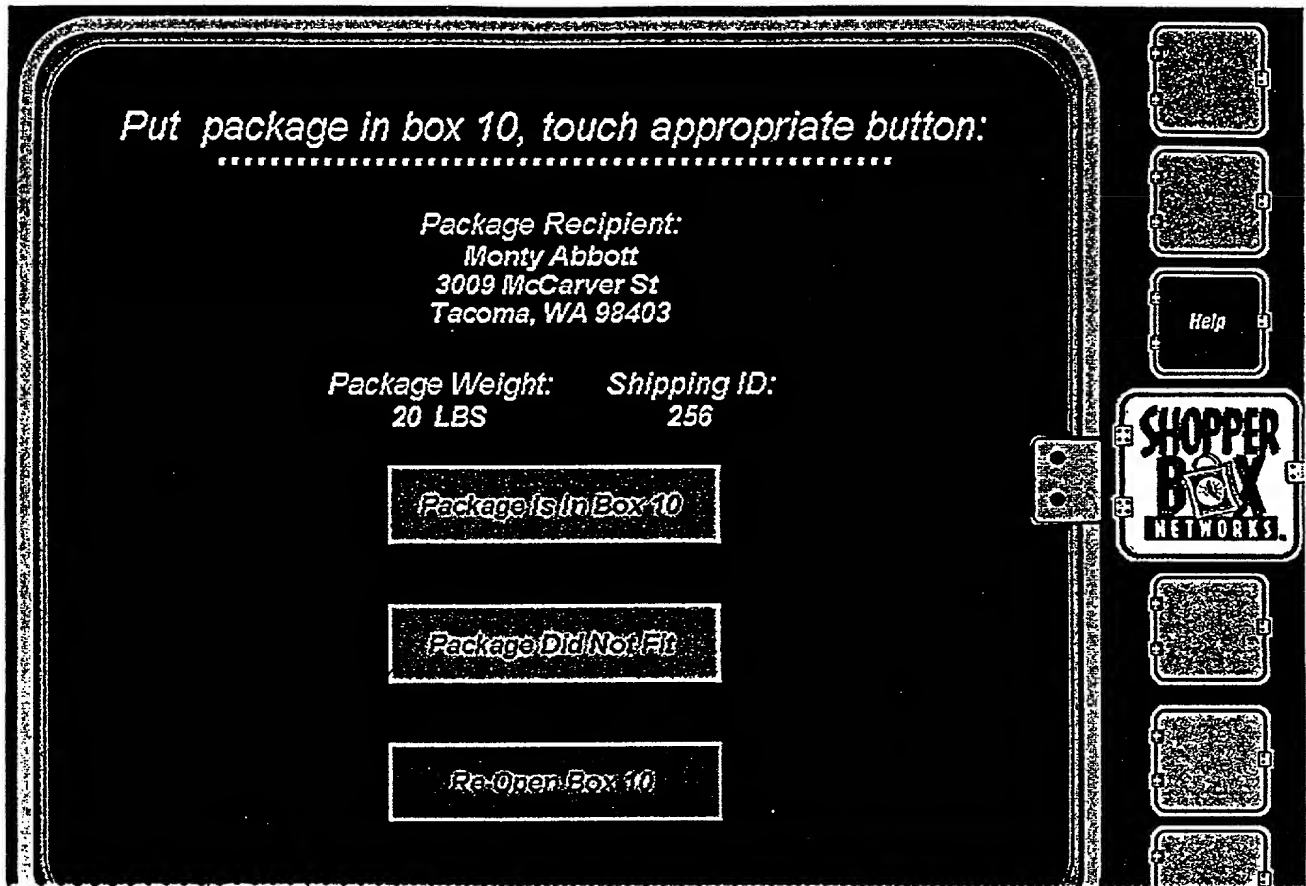 Put package in box 10, touch appropriate button:
Package Recipient:
Monty Abbott
3009 McCarver St
Tacoma, WA 98403
Package Weight: Shipping ID:
20 LBS 256
Package Is In Box 10
Package Did Not Fit
Re-Open Box 10
Help
SHOPPER
BOX
NETWORKS